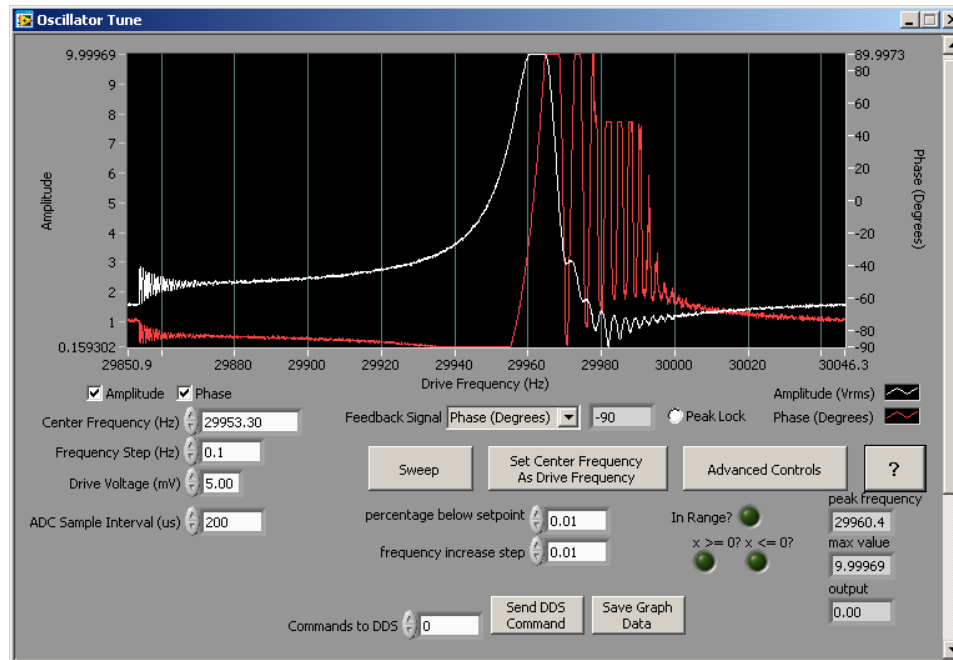 Oscillator Tune
9.99969
9
8
7
6
5
4
3
2
1
0.159302
Amplitude
89.9973
80
60
40
20
0
-20
-40
-60
-80
-90
Phase (Degrees)
29850.9 29880 29900 29920 29940 29960 29980 30000 30020 30046.3
Drive Frequency (Hz)
Amplitude Phase
Amplitude (Vrms)
Phase (Degrees)
Center Frequency (Hz) 29953.30
Feedback Signal Phase (Degrees) -90 Peak Lock
Frequency Step (Hz) 0.1
Drive Voltage (mV) 5.00
ADC Sample Interval (us) 200
Sweep
Set Center Frequency
As Drive Frequency
Advanced Controls
?
percentage below setpoint 0.01
frequency increase step 0.01
In Range?
x >= 0? x <= 0?
peak frequency
29960.4
max value
9.99969
output
0.00
Commands to DDS 0
Send DDS
Command
Save Graph
Data